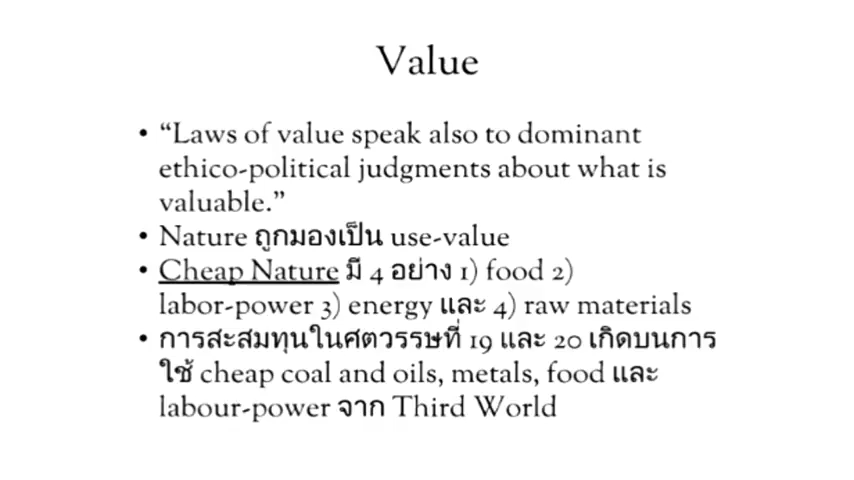 Value
• “Laws of value speak also to dominant
ethico-political judgments about what is
valuable.”
• Nature ถูกมองเป็น use-value
• Cheap Nature มี 4 อย่าง 1) food 2)
labor-power 3) energy และ 4) raw materials
• การสะสมทุนในศตวรรษที่ 19 และ 20 เกิดบนการ
ใช้ cheap coal and oils, metals, food และ
labour-power จาก Third World